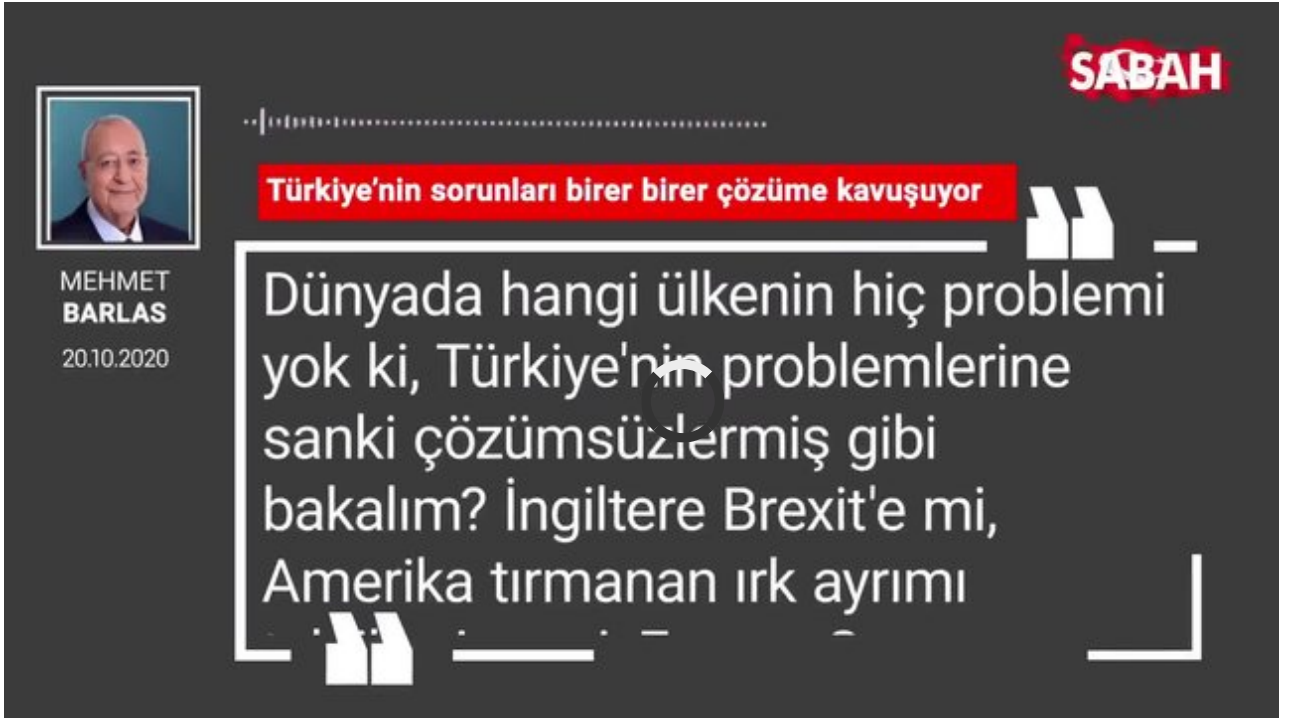 SABAH
Türkiye'nin sorunları birer birer çözüme kavuşuyor
MEHMET
BARLAS
20.10.2020
Dünyada hangi ülkenin hiç problemi
yok ki, Türkiye'nin problemlerine
sanki çözümsüzlermiş gibi
bakalım? İngiltere Brexit'e mi,
Amerika tırmanan ırk ayrımı